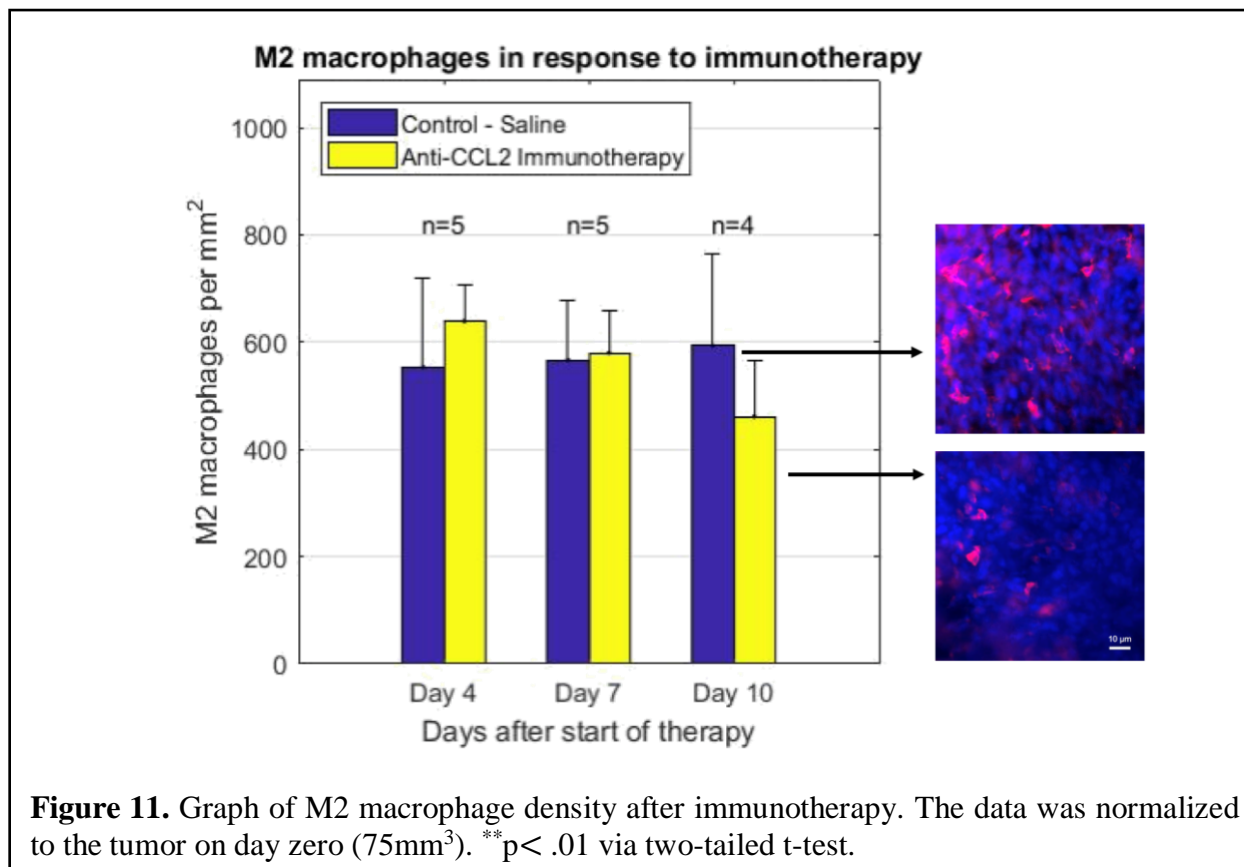 M2 macrophages in response to immunotherapy
Control - Saline
Anti-CCL2 Immunotherapy
M2 macrophages per mm²
1000
800
600
400
200
0
n=5
n=5
n=4
Day 4
Day 7
Day 10
Days after start of therapy
10 µm
Figure 11. Graph of M2 macrophage density after immunotherapy. The data was normalized
to the tumor on day zero (75mm³). **p< .01 via two-tailed t-test.